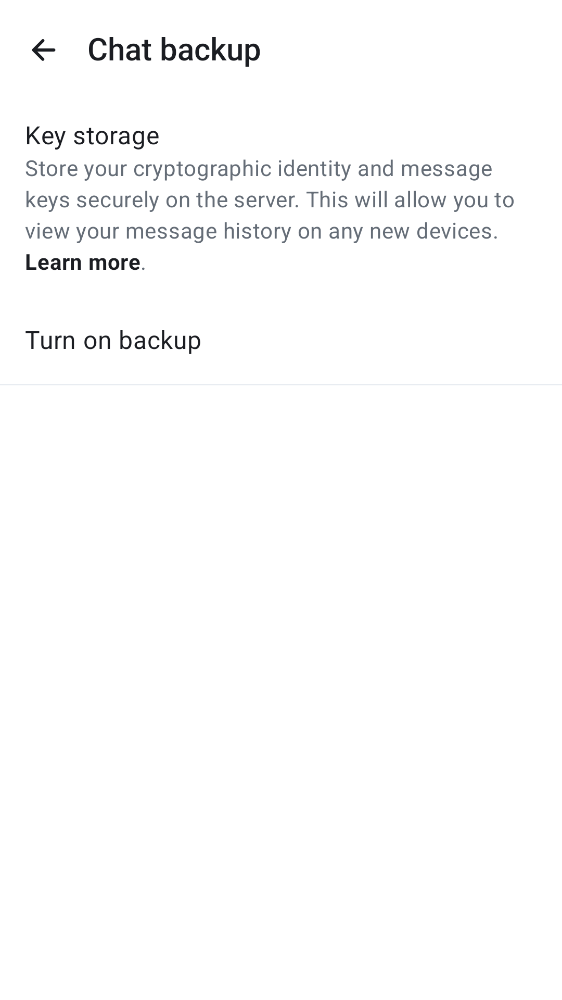 Chat backup
Key storage
Store your cryptographic identity and message
keys securely on the server. This will allow you to
view your message history on any new devices.
Learn more.
Turn on backup